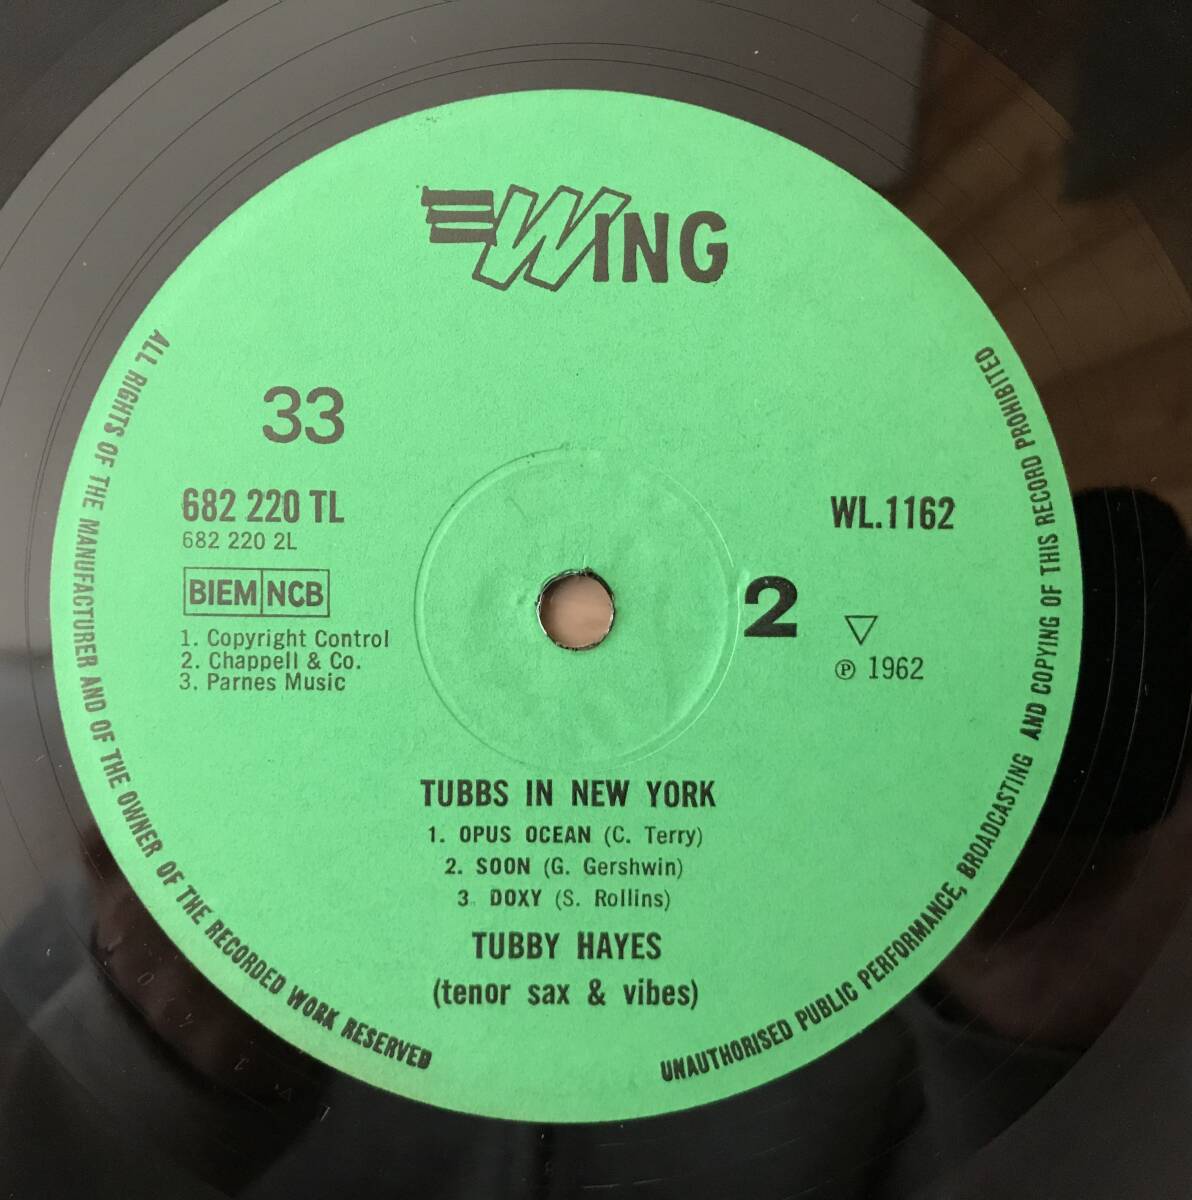 WING
33
682 220 TL
682 220 2L
BIEM NCB
1. Copyright Control
2. Chappell & Co.
3. Parnes Music
WL.1162
2
℗ 1962
TUBBS IN NEW YORK
1. OPUS OCEAN (C. Terry)
2. SOON (G. Gershwin)
3. DOXY (S. Rollins)
TUBBY HAYES
(tenor sax & vibes)
ALL RIGHTS OF THE MANUFACTURER AND OF THE OWNER OF THE RECORDED WORK RESERVED
UNAUTHORISED PUBLIC PERFORMANCE, BROADCASTING AND COPYING OF THIS RECORD PROHIBITED